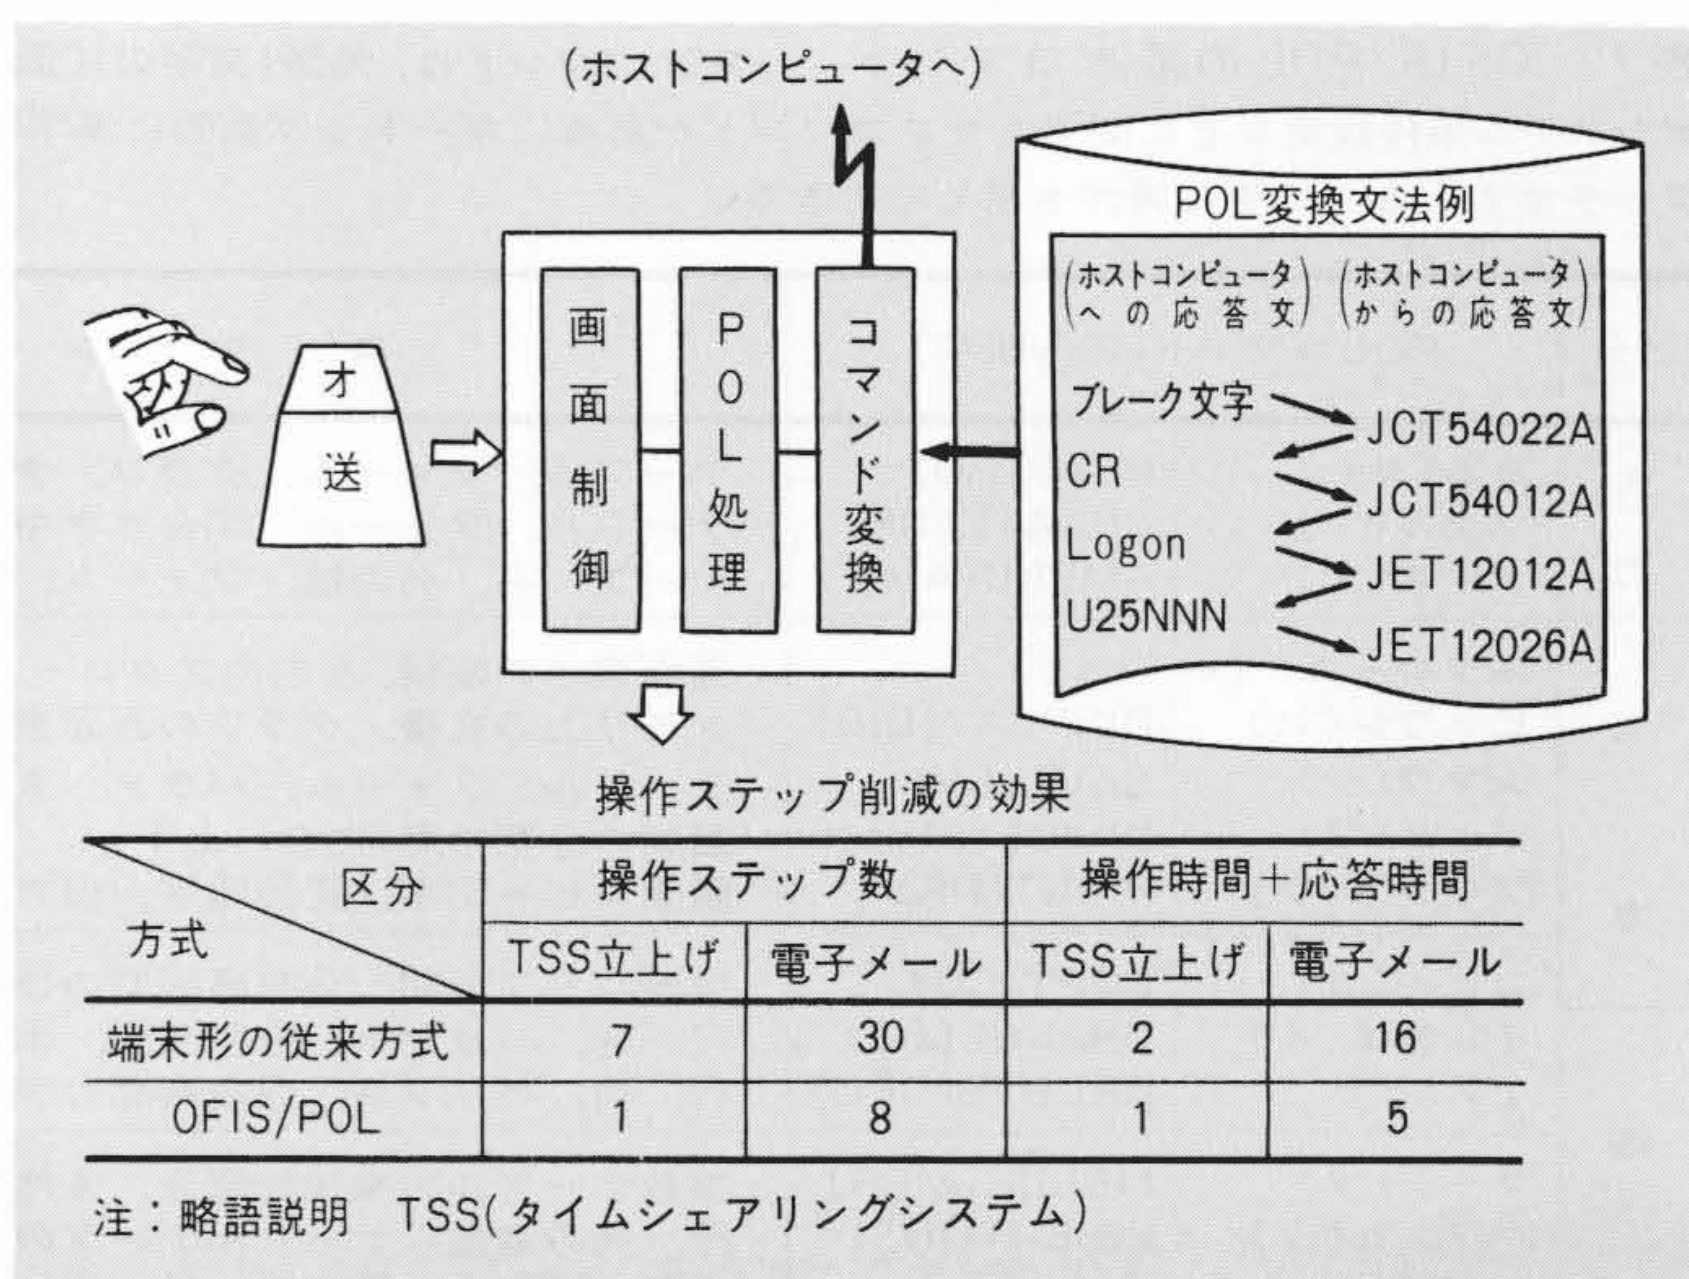 (ホストコンピュータへ)
オ
送
画面制御
POL処理
コマンド変換
POL変換文法例
(ホストコンピュータへの応答文)
(ホストコンピュータからの応答文)
ブレーク文字
JCT54022A
CR
JCT54012A
Logon
JET12012A
U25NNN
JET12026A
操作ステップ削減の効果
区分
方式
操作ステップ数
操作時間+応答時間
TSS立上げ 電子メール TSS立上げ 電子メール
端末形の従来方式 7 30 2 16
OFIS/POL 1 8 1 5
注:略語説明 TSS(タイムシェアリングシステム)